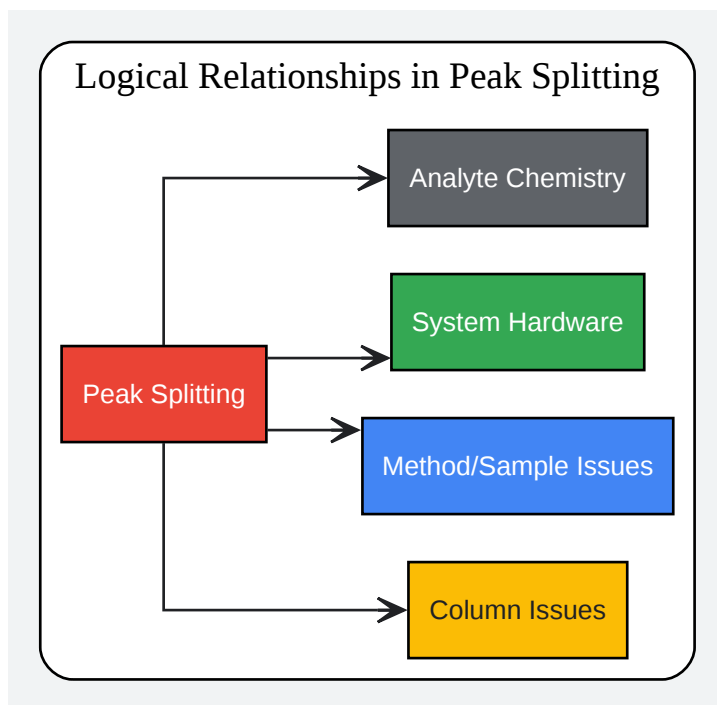 Logical Relationships in Peak Splitting
Analyte Chemistry
System Hardware
Peak Splitting
Method/Sample Issues
Column Issues